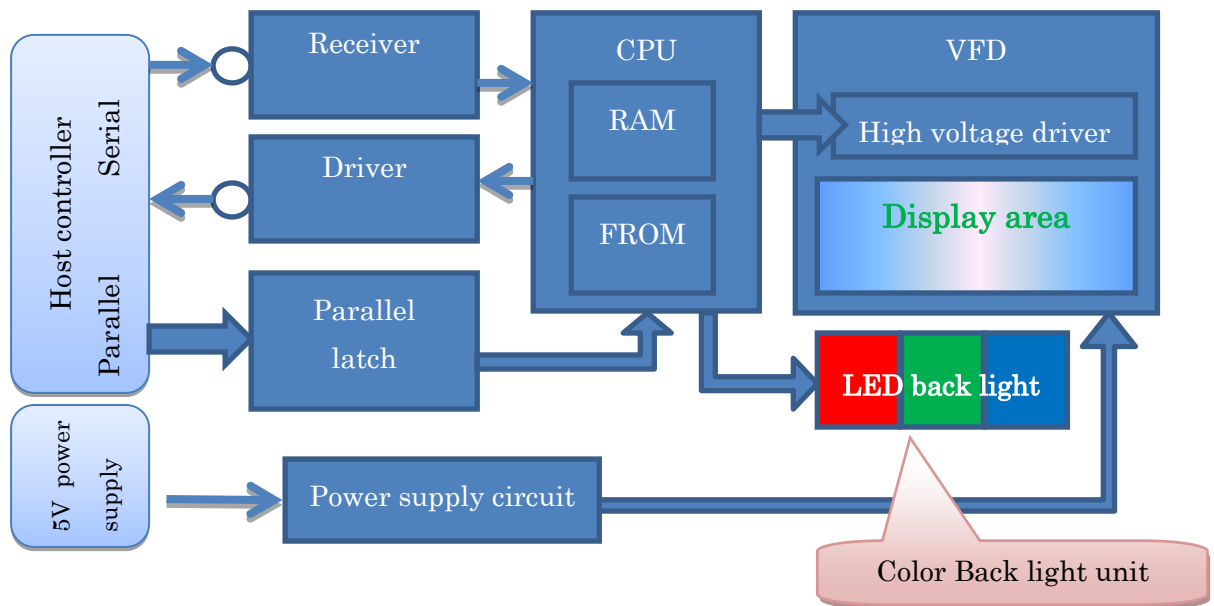 Host controller
Serial
Parallel
Receiver
Driver
Parallel
latch
CPU
RAM
FROM
VFD
High voltage driver
Display area
LED back light
5V power
supply
Power supply circuit
Color Back light unit